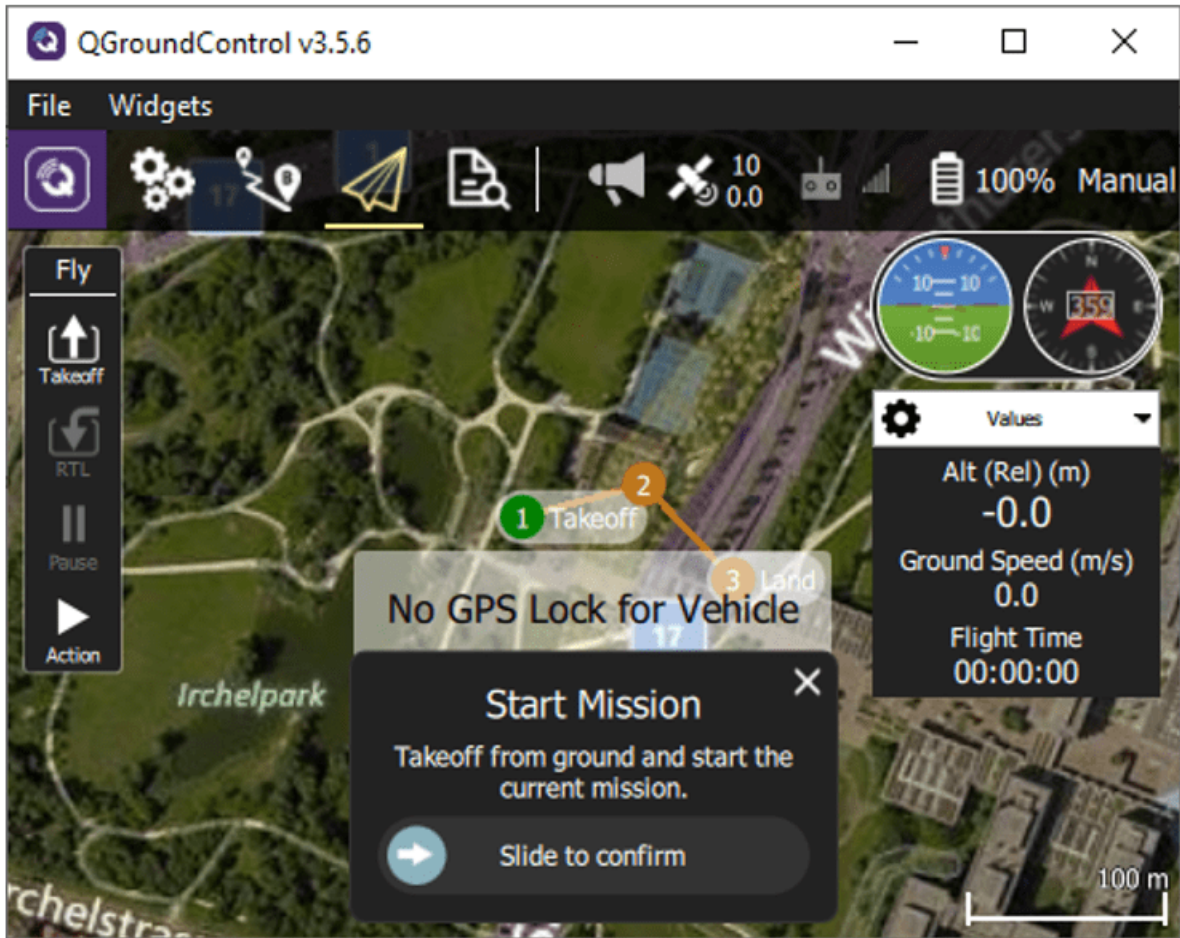 QGroundControl v3.5.6
File Widgets
17
1
10
0.0
100%
Manual
Fly
Takeoff
RTL
Pause
Action
10 10
-10 -10
N
W 359 E
S
Values
Alt (Rel) (m)
-0.0
Ground Speed (m/s)
0.0
Flight Time
00:00:00
1 Takeoff
2
3 Land
No GPS Lock for Vehicle
17
Irchelpark
Start Mission
Takeoff from ground and start the
current mission.
Slide to confirm
100 m